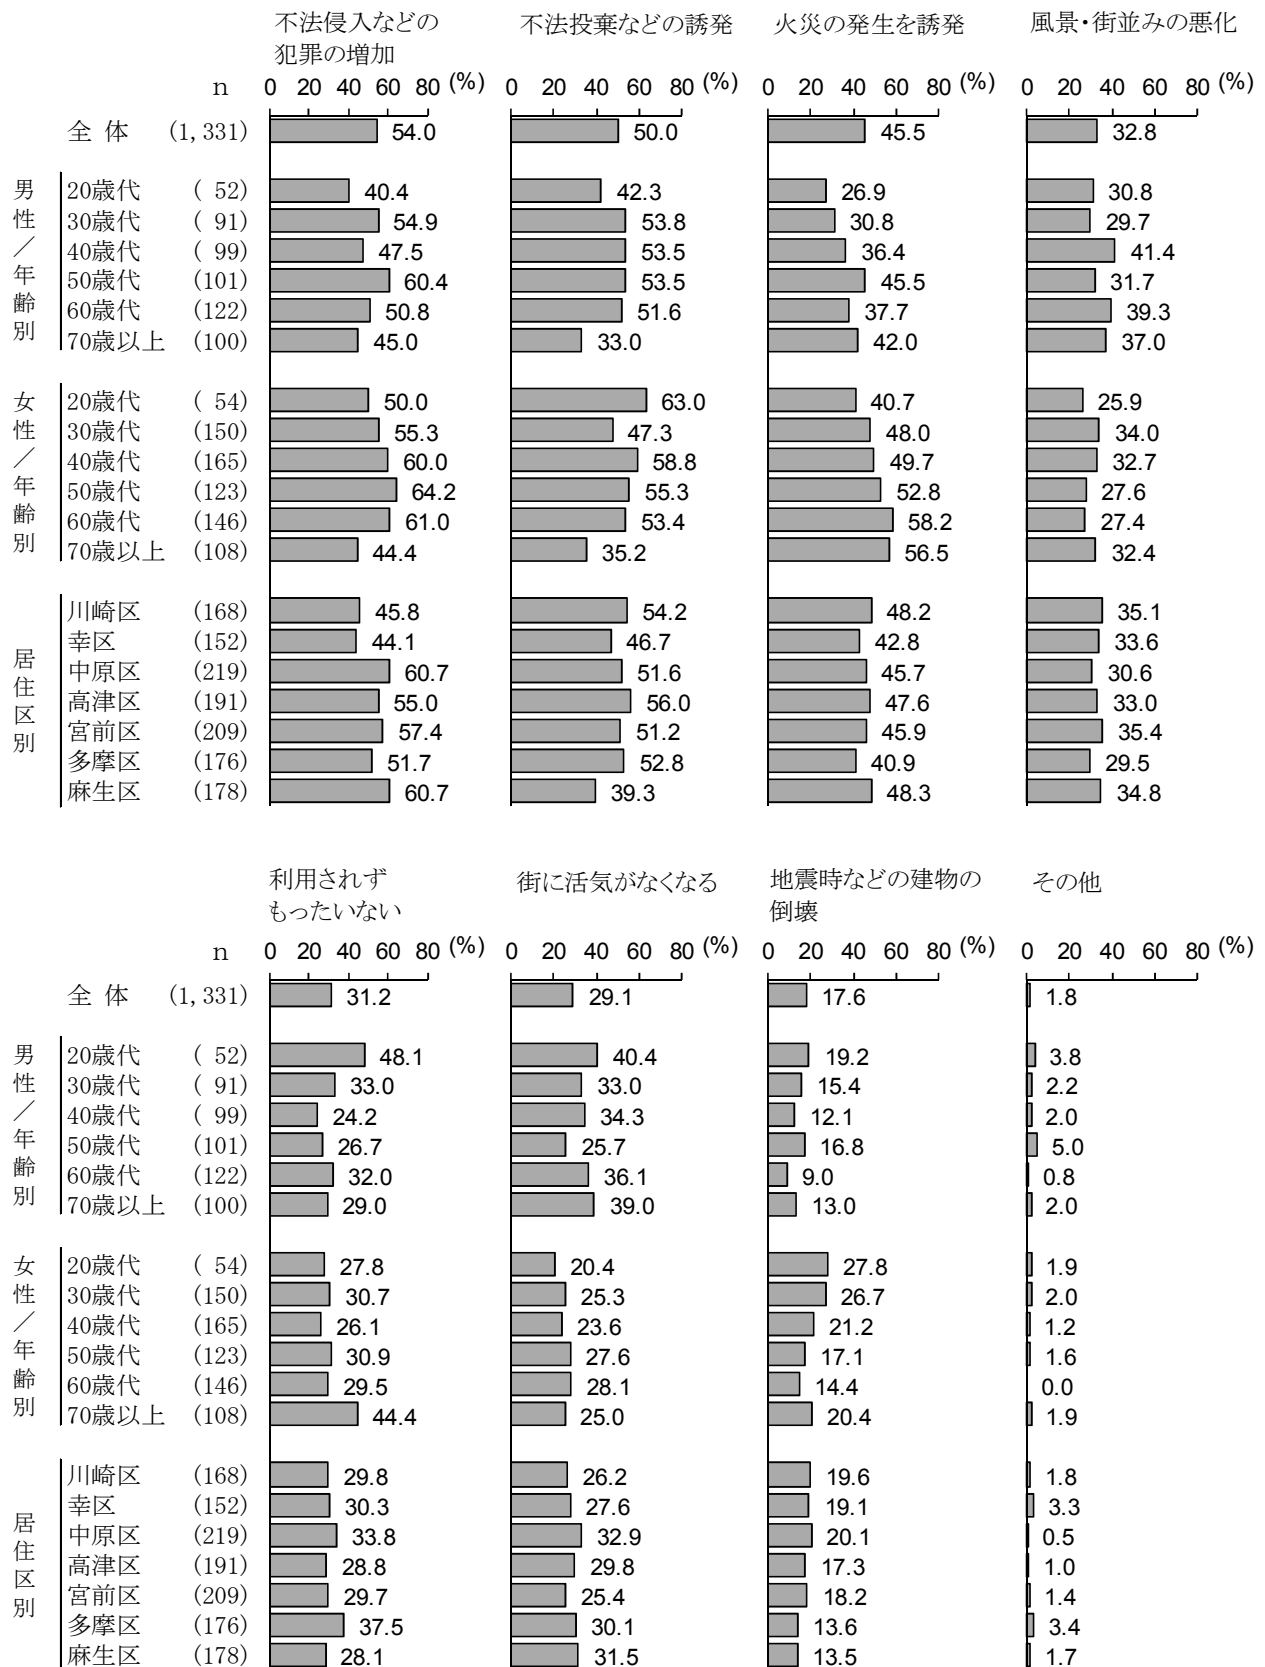 不法侵入などの 不法投棄などの誘発 火災の発生を誘発 風景・街並みの悪化
犯罪の増加
n 0 20 40 60 80 (%) 0 20 40 60 80 (%) 0 20 40 60 80 (%) 0 20 40 60 80 (%)
全 体 (1,331) 54.0 50.0 45.5 32.8
男性／年齢別
20歳代 ( 52) 40.4 42.3 26.9 30.8
30歳代 ( 91) 54.9 53.8 30.8 29.7
40歳代 ( 99) 47.5 53.5 36.4 41.4
50歳代 (101) 60.4 53.5 45.5 31.7
60歳代 (122) 50.8 51.6 37.7 39.3
70歳以上 (100) 45.0 33.0 42.0 37.0
女性／年齢別
20歳代 ( 54) 50.0 63.0 40.7 25.9
30歳代 (150) 55.3 47.3 48.0 34.0
40歳代 (165) 60.0 58.8 49.7 32.7
50歳代 (123) 64.2 55.3 52.8 27.6
60歳代 (146) 61.0 53.4 58.2 27.4
70歳以上 (108) 44.4 35.2 56.5 32.4
居住区別
川崎区 (168) 45.8 54.2 48.2 35.1
幸区 (152) 44.1 46.7 42.8 33.6
中原区 (219) 60.7 51.6 45.7 30.6
高津区 (191) 55.0 56.0 47.6 33.0
宮前区 (209) 57.4 51.2 45.9 35.4
多摩区 (176) 51.7 52.8 40.9 29.5
麻生区 (178) 60.7 39.3 48.3 34.8
利用されず 街に活気がなくなる 地震時などの建物の その他
もったいない 倒壊
n 0 20 40 60 80 (%) 0 20 40 60 80 (%) 0 20 40 60 80 (%) 0 20 40 60 80 (%)
全 体 (1,331) 31.2 29.1 17.6 1.8
男性／年齢別
20歳代 ( 52) 48.1 40.4 19.2 3.8
30歳代 ( 91) 33.0 33.0 15.4 2.2
40歳代 ( 99) 24.2 34.3 12.1 2.0
50歳代 (101) 26.7 25.7 16.8 5.0
60歳代 (122) 32.0 36.1 9.0 0.8
70歳以上 (100) 29.0 39.0 13.0 2.0
女性／年齢別
20歳代 ( 54) 27.8 20.4 27.8 1.9
30歳代 (150) 30.7 25.3 26.7 2.0
40歳代 (165) 26.1 23.6 21.2 1.2
50歳代 (123) 30.9 27.6 17.1 1.6
60歳代 (146) 29.5 28.1 14.4 0.0
70歳以上 (108) 44.4 25.0 20.4 1.9
居住区別
川崎区 (168) 29.8 26.2 19.6 1.8
幸区 (152) 30.3 27.6 19.1 3.3
中原区 (219) 33.8 32.9 20.1 0.5
高津区 (191) 28.8 29.8 17.3 1.0
宮前区 (209) 29.7 25.4 18.2 1.4
多摩区 (176) 37.5 30.1 13.6 3.4
麻生区 (178) 28.1 31.5 13.5 1.7